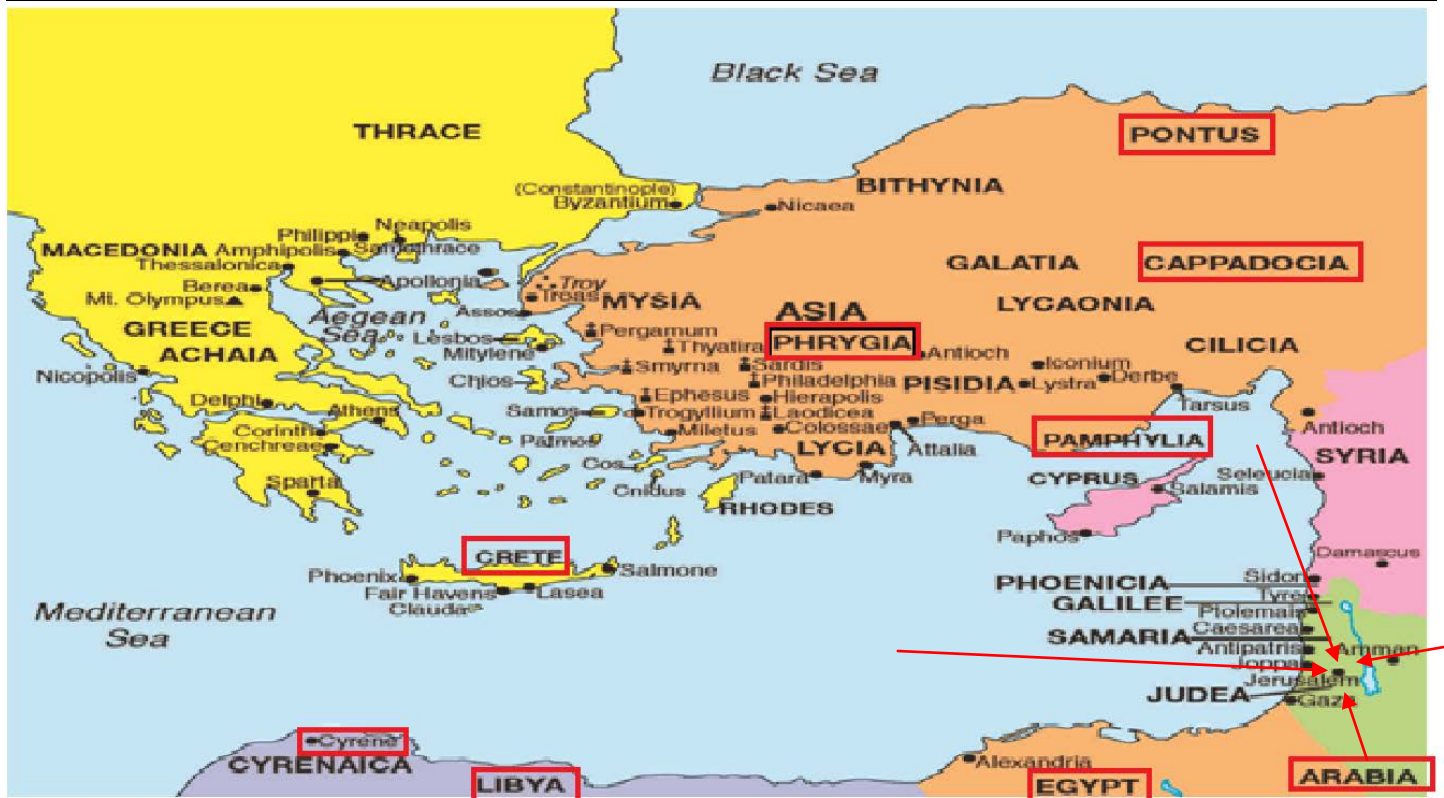 Black Sea
THRACE
PONTUS
(Constantinople)
Byzantium
BITHYNIA
Nicaea
Neapolis
Philippi
MACEDONIA Amphipolis Samothrace
Thessalonica
GALATIA
CAPPADOCIA
Berea
Apollonia
Troy
Troas
MYSIA
LYCAONIA
Mt. Olympus
Assos
ASIA
Aegean
Sea
GREECE
Pergamum
PHRYGIA
Lesbos
Thyatira
Antioch
CILICIA
ACHAIA
Mitylene
Smyrna
Sardis
Iconium
Nicopolis
Chios
Philadelphia
PISIDIA
Lystra
Derbe
Delphi
Athens
Ephesus
Hierapolis
Tarsus
Samos
Trogyllium
Laodicea
Perga
Antioch
Corinth
Cenchreae
Patmos
Miletus
Colossae
PAMPHYLIA
LYCIA
Attalia
SYRIA
Cos
Cnidus
Patara
Myra
CYPRUS
Seleucia
Salamis
Sparta
RHODES
Paphos
CRETE
Damascus
Phoenix
Salmone
PHOENICIA
Sidon
Fair Havens
Lasea
GALILEE
Tyre
Clauda
Ptolemais
Mediterranean
Sea
SAMARIA
Caesarea
Antipatris
Amman
Joppa
Jerusalem
JUDEA
Gaza
Cyrene
CYRENAICA
Alexandria
LIBYA
EGYPT
ARABIA